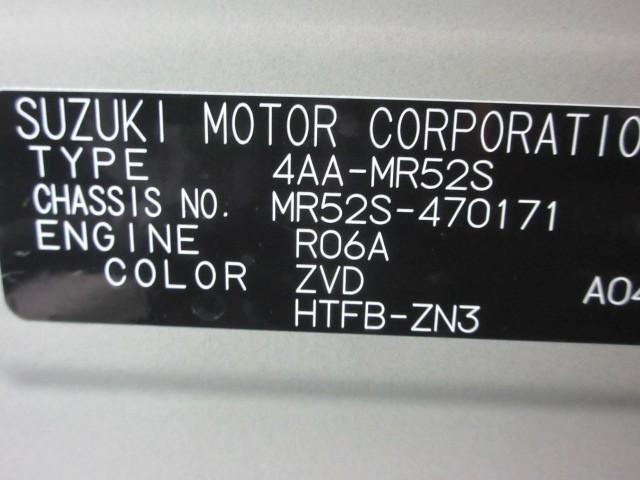 SUZUKI MOTOR CORPORATIO
TYPE 4AA-MR52S
CHASSIS NO. MR52S-470171
ENGINE R06A
COLOR ZVD A04
HTFB-ZN3